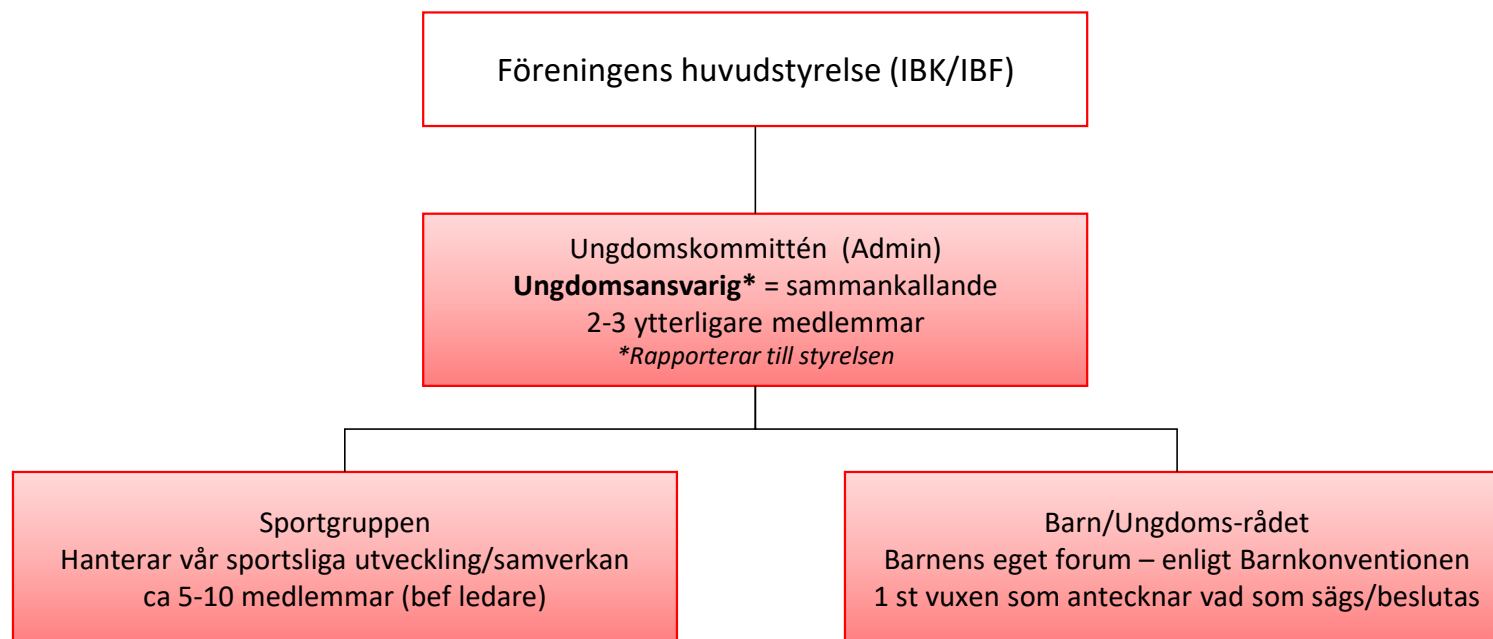 Föreningens huvudstyrelse (IBK/IBF)
Ungdomskommittén (Admin)
Ungdomsansvarig* = sammankallande
2-3 ytterligare medlemmar
*Rapporterar till styrelsen
Sportgruppen
Hanterar vår sportsliga utveckling/samverkan
ca 5-10 medlemmar (bef ledare)
Barn/Ungdoms-rådet
Barnens eget forum – enligt Barnkonventionen
1 st vuxen som antecknar vad som sägs/beslutas